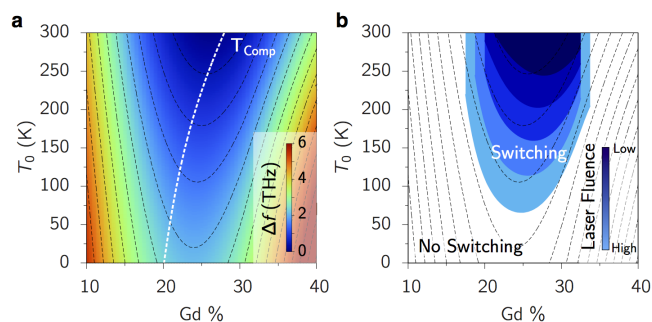 a
b
300
250
200
150
100
50
0
T₀ (K)
T_Comp
6
4
2
0
Δf (THz)
10 20 30 40
Gd %
300
250
200
150
100
50
0
T₀ (K)
Switching
No Switching
Low
High
Laser Fluence
10 20 30 40
Gd %